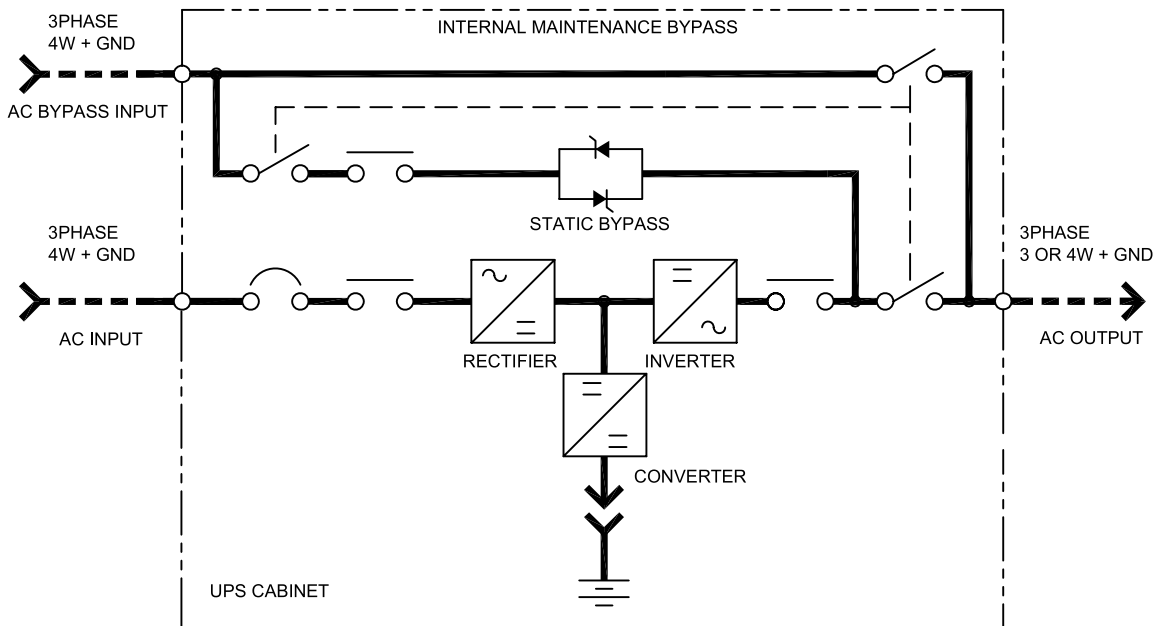 3PHASE
4W + GND
INTERNAL MAINTENANCE BYPASS
AC BYPASS INPUT
STATIC BYPASS
3PHASE
4W + GND
3PHASE
3 OR 4W + GND
AC INPUT
RECTIFIER
INVERTER
AC OUTPUT
CONVERTER
UPS CABINET